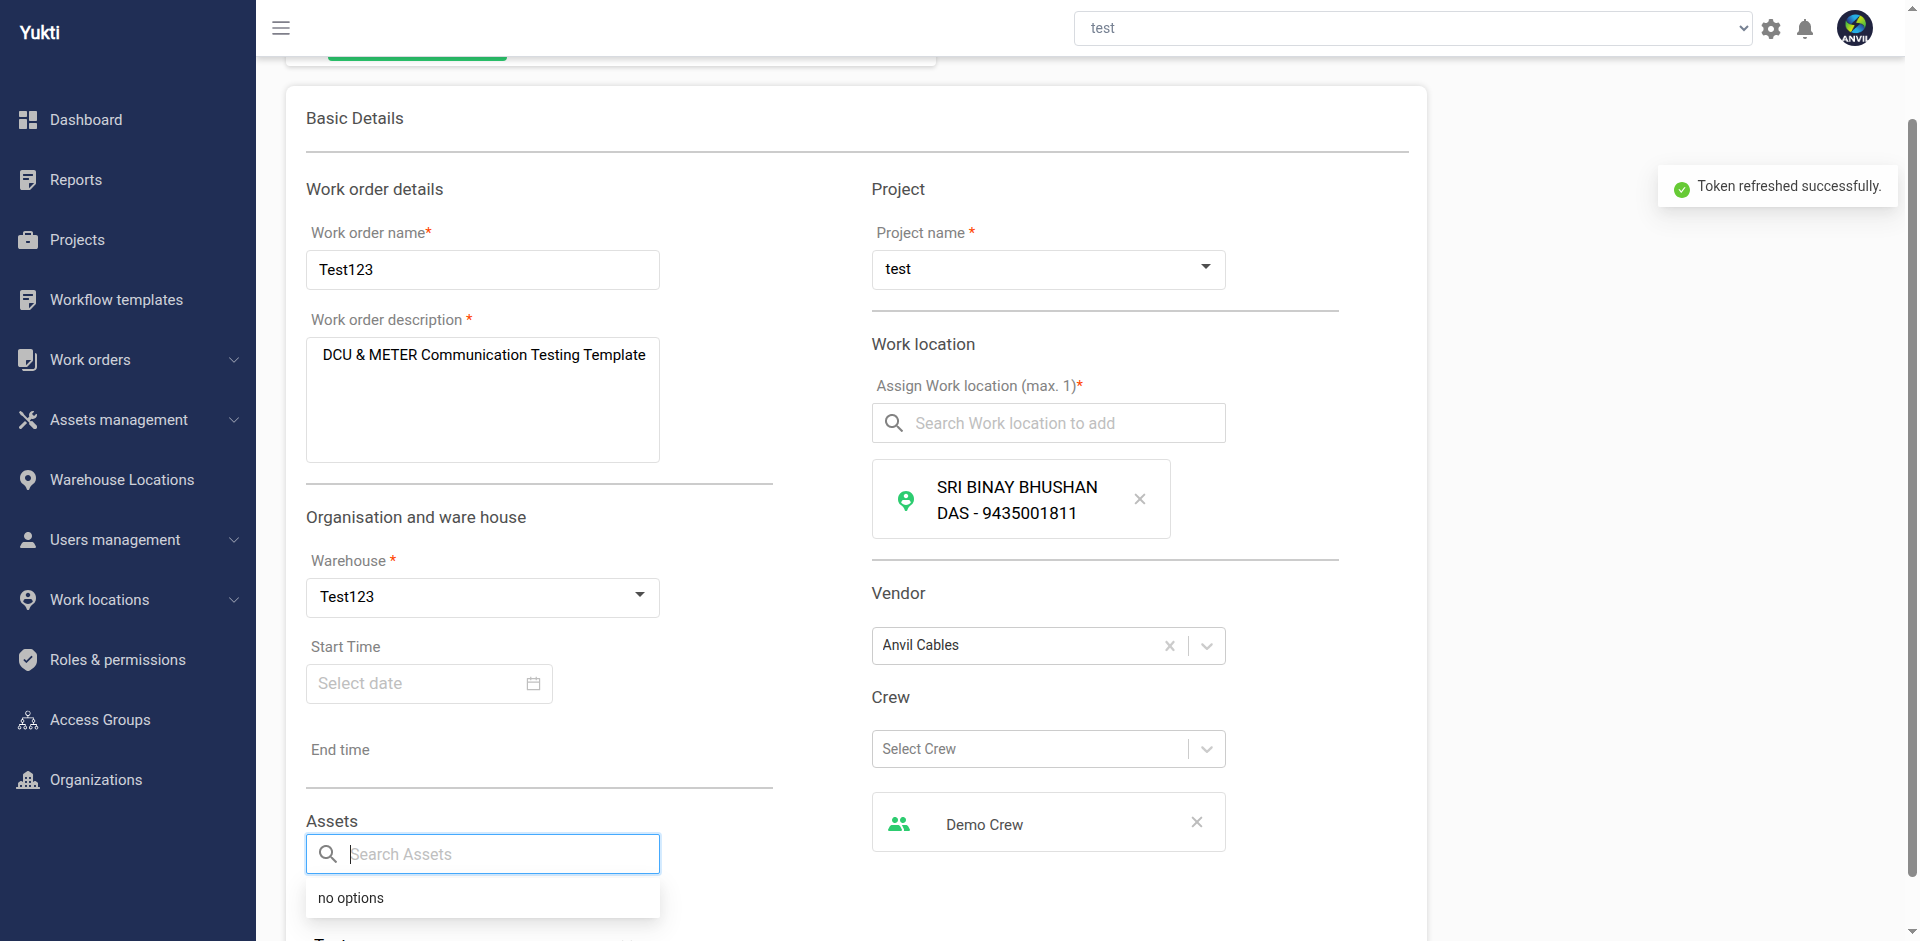 Yukti
test
ANVIL
Dashboard
Reports
Projects
Workflow templates
Work orders
Assets management
Warehouse Locations
Users management
Work locations
Roles & permissions
Access Groups
Organizations
Token refreshed successfully.
Basic Details
Work order details
Work order name*
Test123
Work order description *
DCU & METER Communication Testing Template
Organisation and ware house
Warehouse *
Test123
Start Time
Select date
End time
Assets
Search Assets
no options
Project
Project name *
test
Work location
Assign Work location (max. 1)*
Search Work location to add
SRI BINAY BHUSHAN
DAS - 9435001811
Vendor
Anvil Cables
Crew
Select Crew
Demo Crew